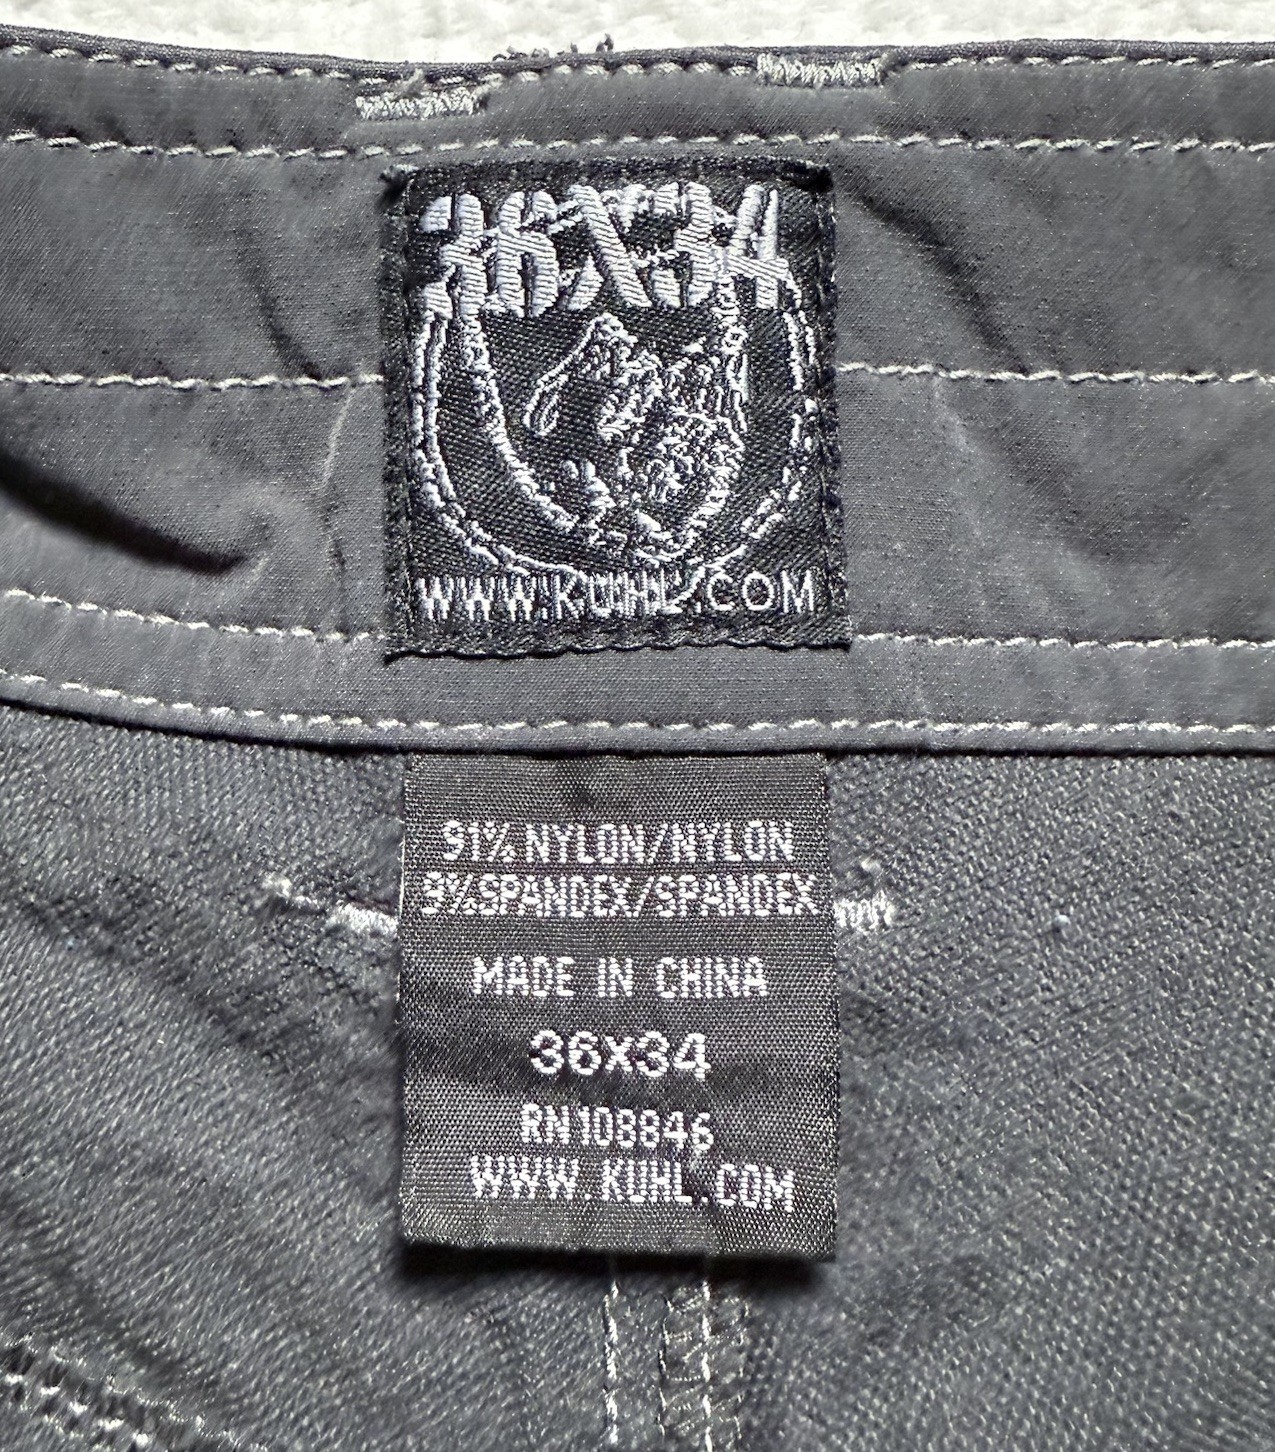 36X34
WWW.KUHL.COM
91%NYLON/NYLON
9%SPANDEX/SPANDEX
MADE IN CHINA
36x34
RN108846
WWW.KUHL.COM